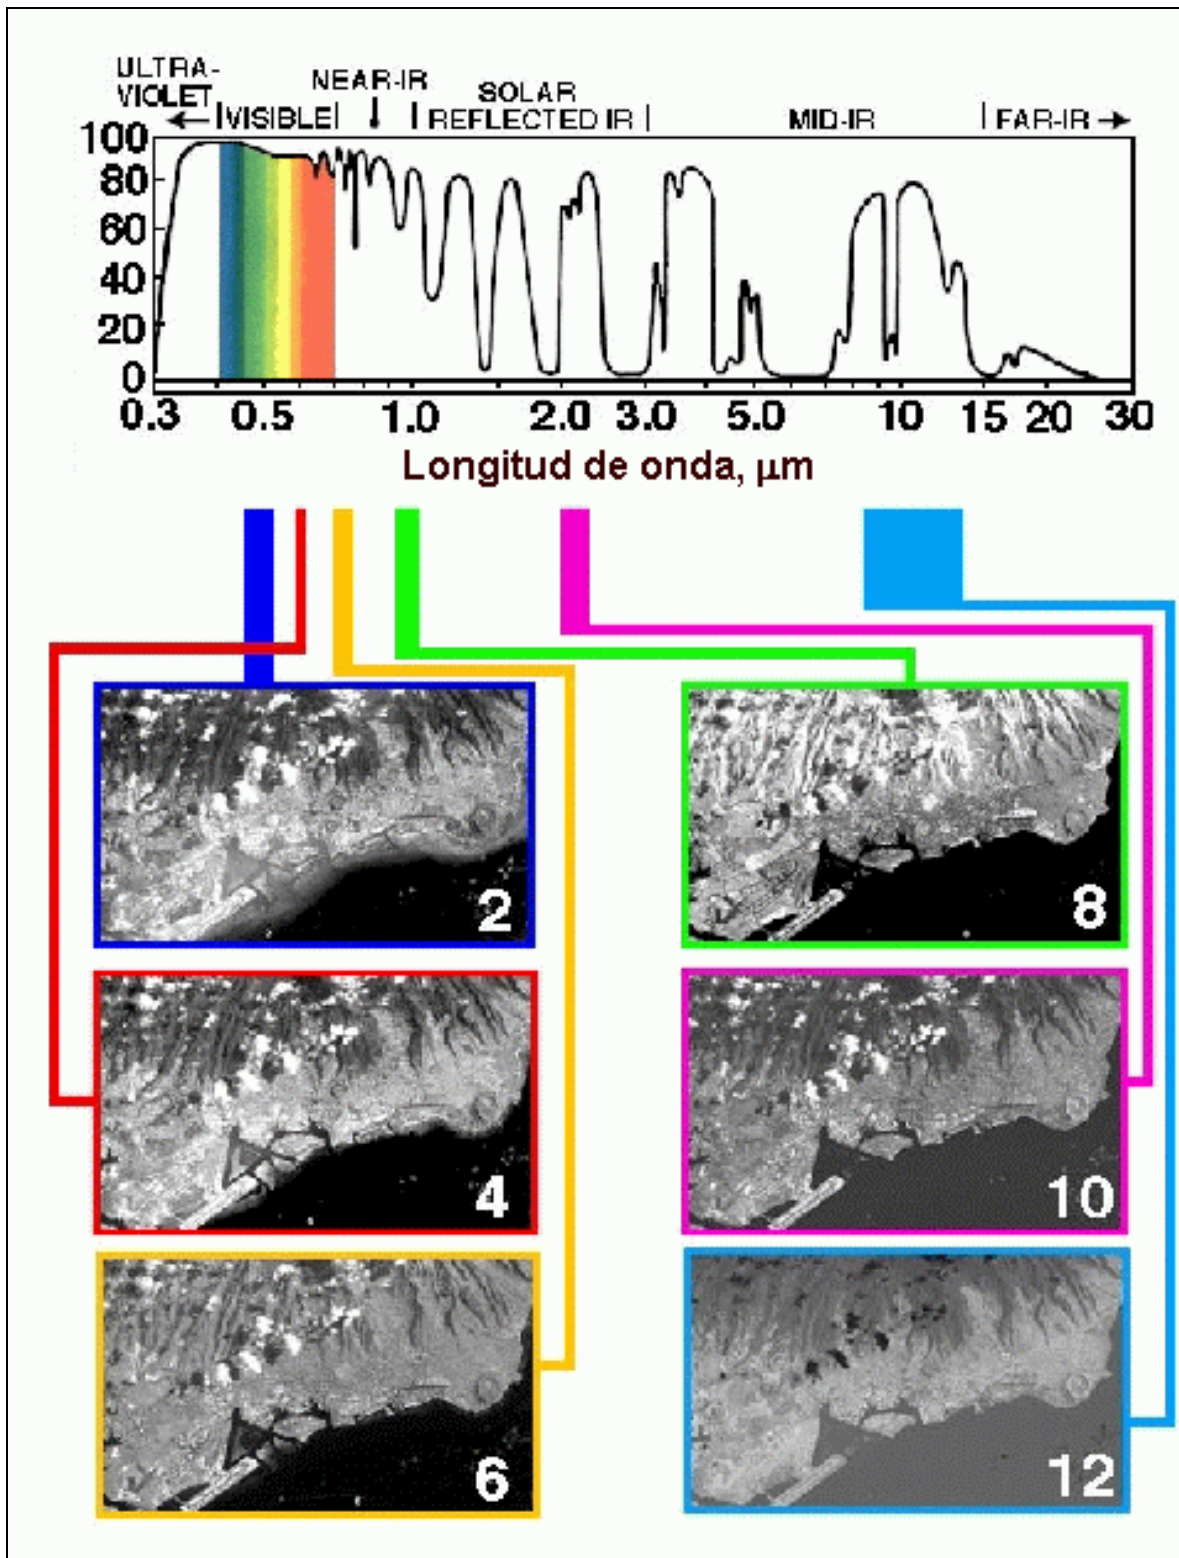 ULTRA-
VIOLET
VISIBLE
NEAR-IR
SOLAR
REFLECTED IR
MID-IR
FAR-IR
100
80
60
40
20
0
0.3 0.5 1.0 2.0 3.0 5.0 10 15 20 30
Longitud de onda, μm
2
8
4
10
6
12